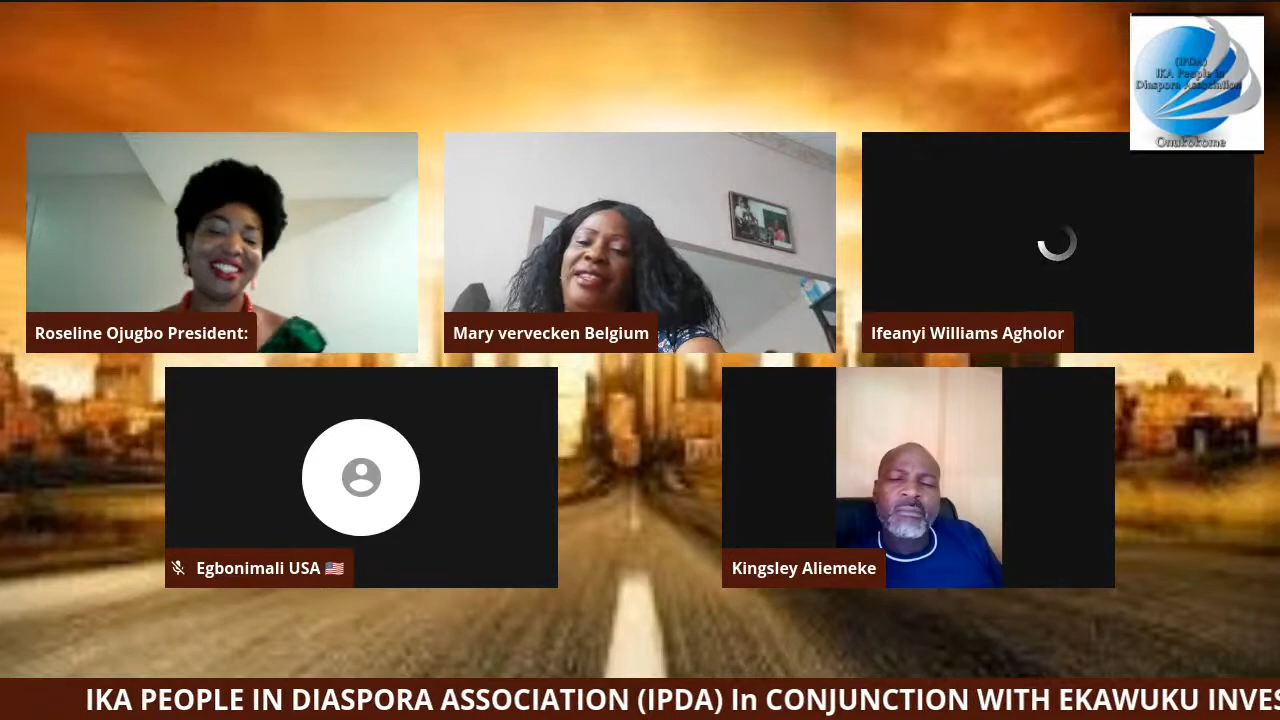 (IPDA)
IKA People in
Diaspora Association
Onukokome
Roseline Ojugbo President:
Mary vervecken Belgium
Ifeanyi Williams Agholor
Egbonimali USA 🇺🇸
Kingsley Aliemeke
IKA PEOPLE IN DIASPORA ASSOCIATION (IPDA) In CONJUNCTION WITH EKAWUKU INVES